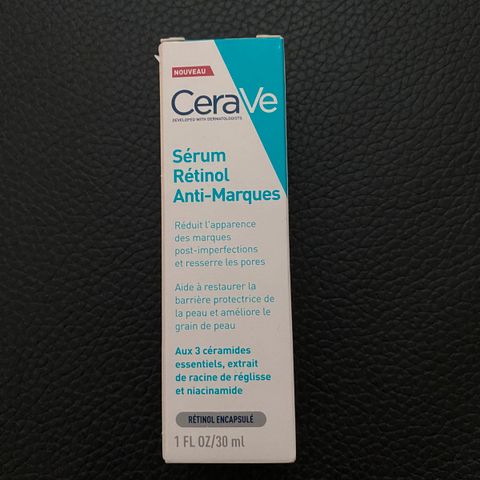 NOUVEAU
CeraVe
DEVELOPED WITH DERMATOLOGISTS
Sérum
Rétinol
Anti-Marques
Réduit l'apparence
des marques
post-imperfections
et resserre les pores
Aide à restaurer la
barrière protectrice de
la peau et améliore le
grain de peau
Aux 3 céramides
essentiels, extrait
de racine de réglisse
et niacinamide
RÉTINOL ENCAPSULÉ
1 FL OZ/30 ml